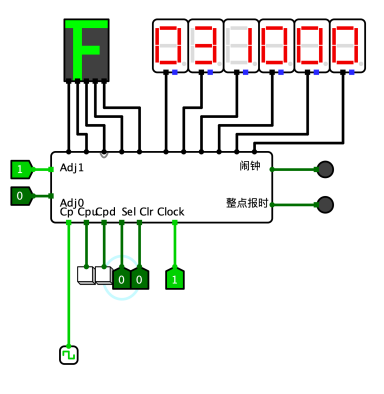 F 031000
1 Adj1 闹钟
0 Adj0 整点报时
Cp Cpu Cpd Sel Clr Clock
0 0 1